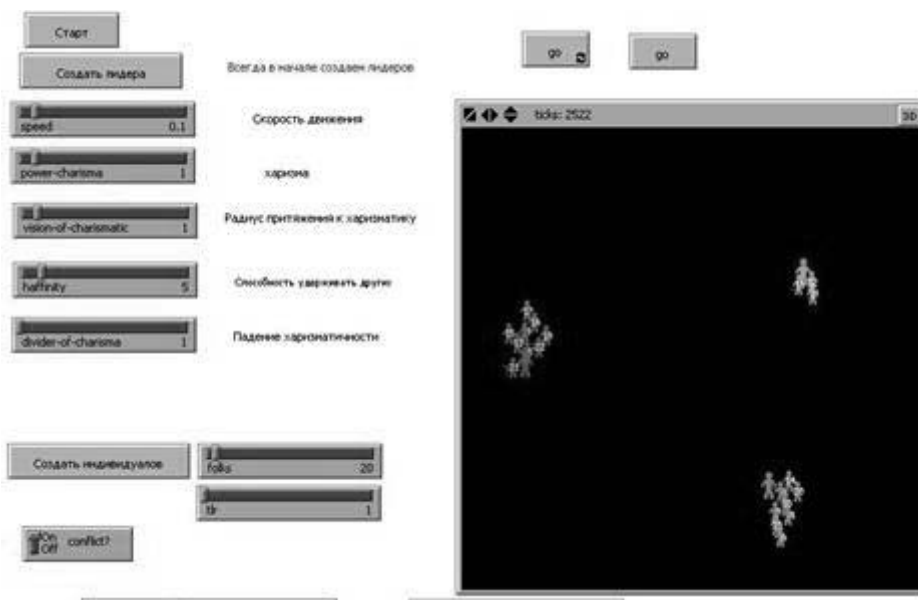 Старт
Создать лидера
Всегда в начале создаем лидеров
go
go
speed 0.1
Скорость движения
ticks: 2522
3D
power-charisma 1
харизма
vision-of-charismatic 1
Радиус притяжения к харизматику
haffinity 5
Способность удерживать других
divider-of-charisma 1
Падение харизматичности
Создать индивидуалов
folks 20
tlr 1
On
Off
conflict?